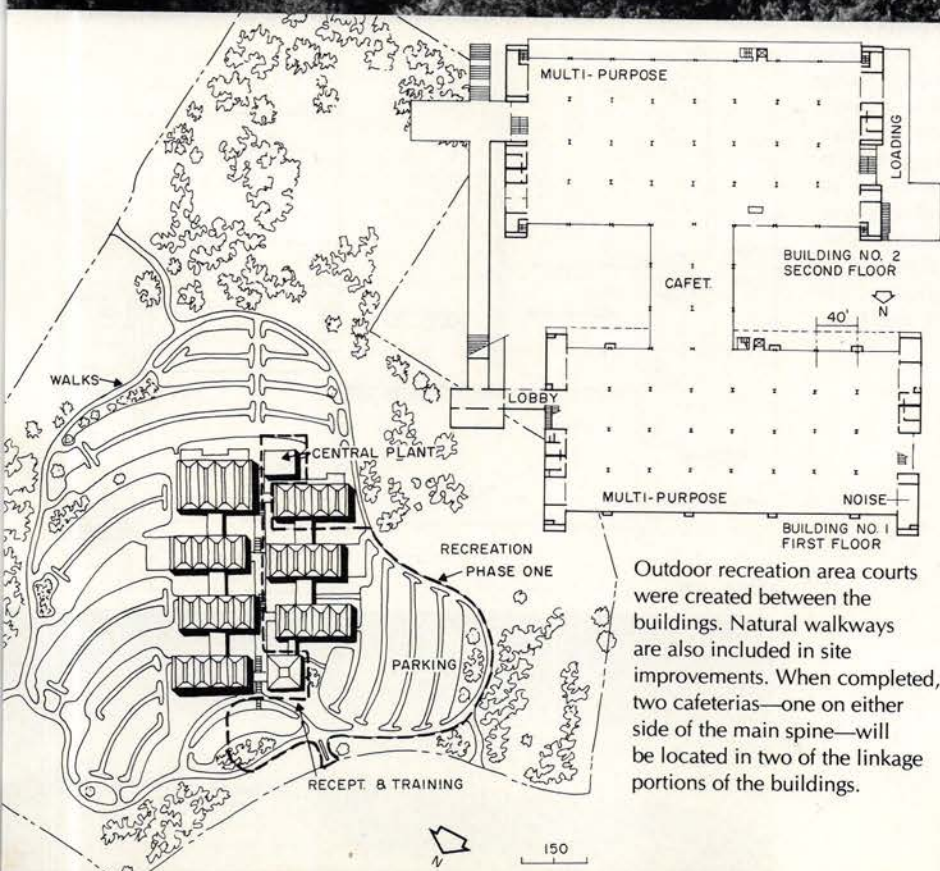 MULTI-PURPOSE
LOADING
BUILDING NO. 2
SECOND FLOOR
N
CAFET.
40'
LOBBY
MULTI-PURPOSE
NOISE
BUILDING NO. 1
FIRST FLOOR
WALKS
CENTRAL PLANT
RECREATION
PHASE ONE
PARKING
RECEPT. & TRAINING
N
150
Outdoor recreation area courts
were created between the
buildings. Natural walkways
are also included in site
improvements. When completed,
two cafeterias—one on either
side of the main spine—will
be located in two of the linkage
portions of the buildings.